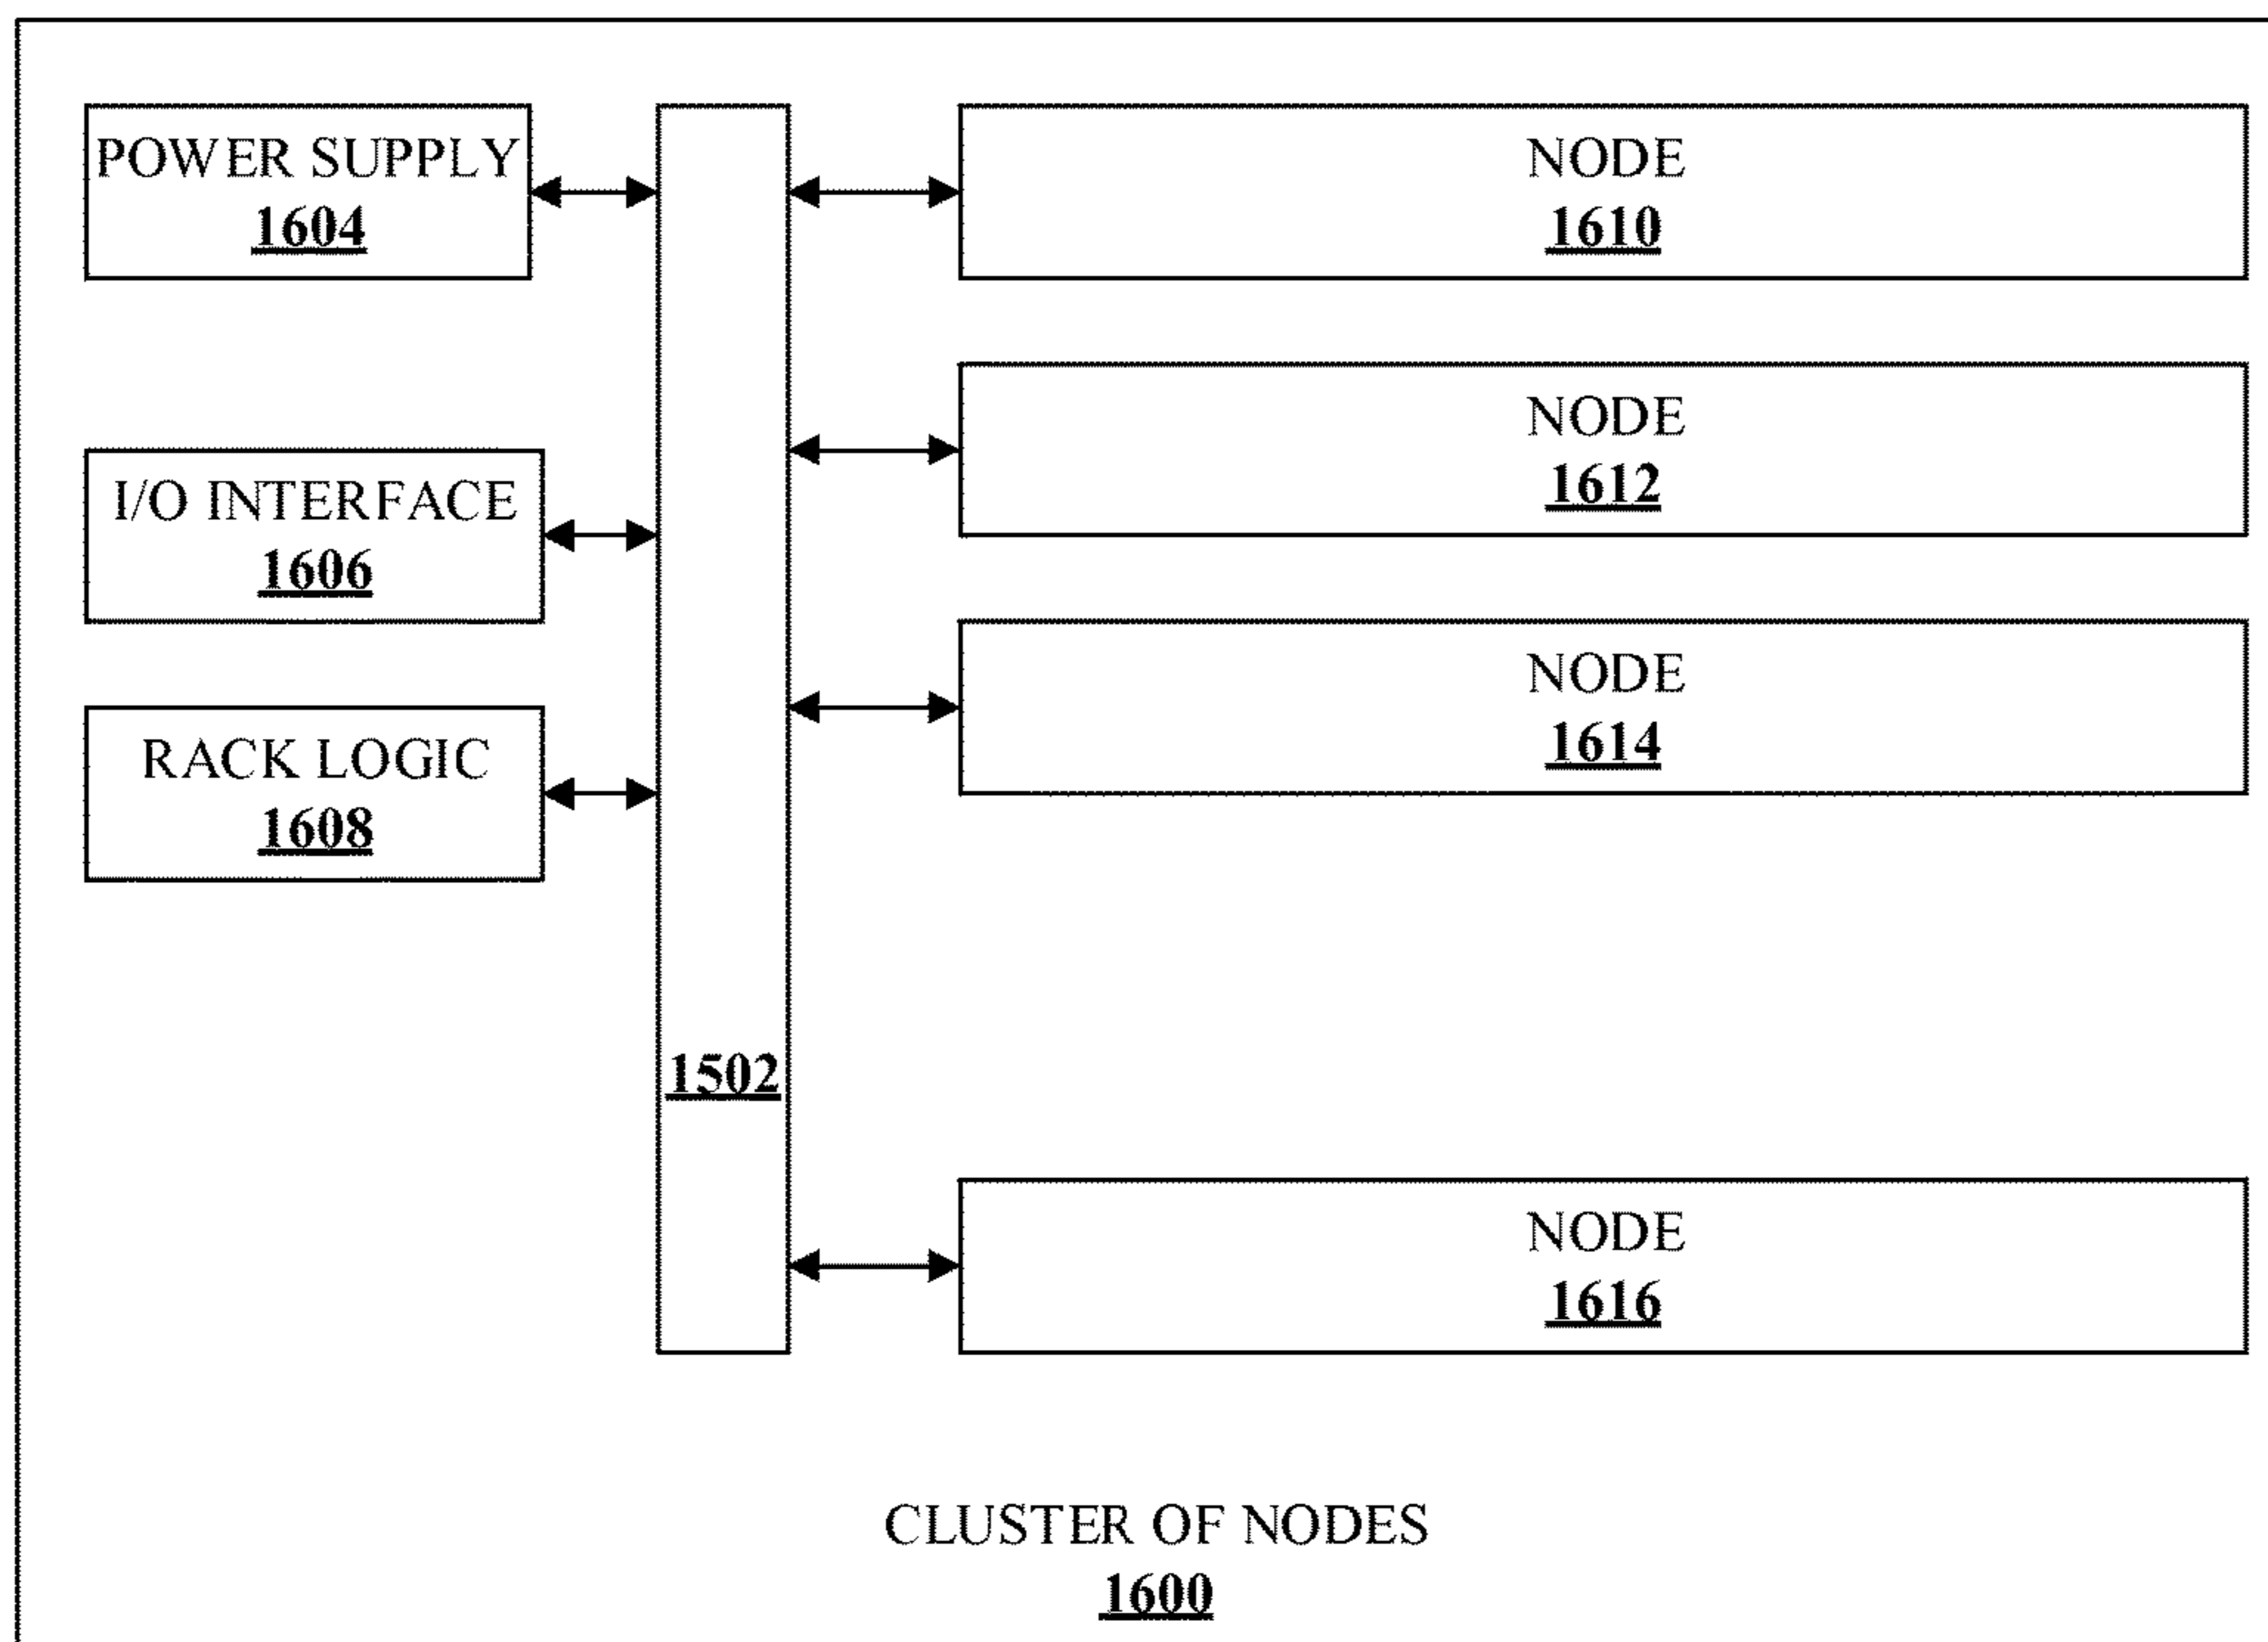 POWER SUPPLY
1604
NODE
1610
NODE
1612
I/O INTERFACE
1606
NODE
1614
RACK LOGIC
1608
1502
NODE
1616
CLUSTER OF NODES
1600